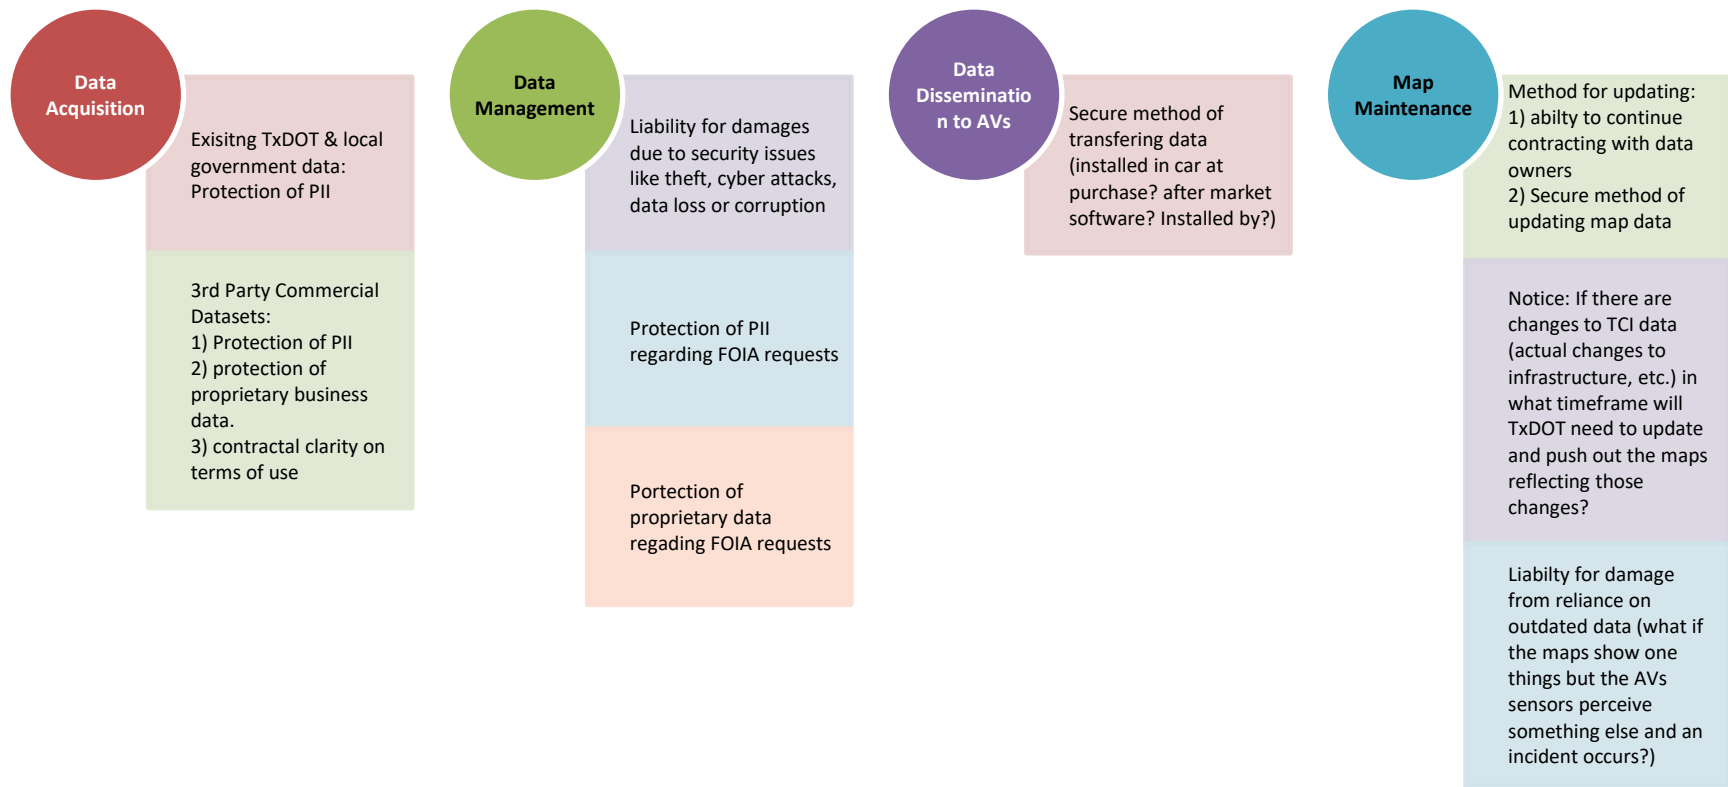 Data
Acquisition
Exisitng TxDOT & local
government data:
Protection of PII
3rd Party Commercial
Datasets:
1) Protection of PII
2) protection of
proprietary business
data.
3) contractal clarity on
terms of use
Data
Management
Liability for damages
due to security issues
like theft, cyber attacks,
data loss or corruption
Protection of PII
regarding FOIA requests
Portection of
proprietary data
regading FOIA requests
Data
Disseminatio
n to AVs
Secure method of
transfering data
(installed in car at
purchase? after market
software? Installed by?)
Map
Maintenance
Method for updating:
1) abilty to continue
contracting with data
owners
2) Secure method of
updating map data
Notice: If there are
changes to TCI data
(actual changes to
infrastructure, etc.) in
what timeframe will
TxDOT need to update
and push out the maps
reflecting those
changes?
Liabilty for damage
from reliance on
outdated data (what if
the maps show one
things but the AVs
sensors perceive
something else and an
incident occurs?)